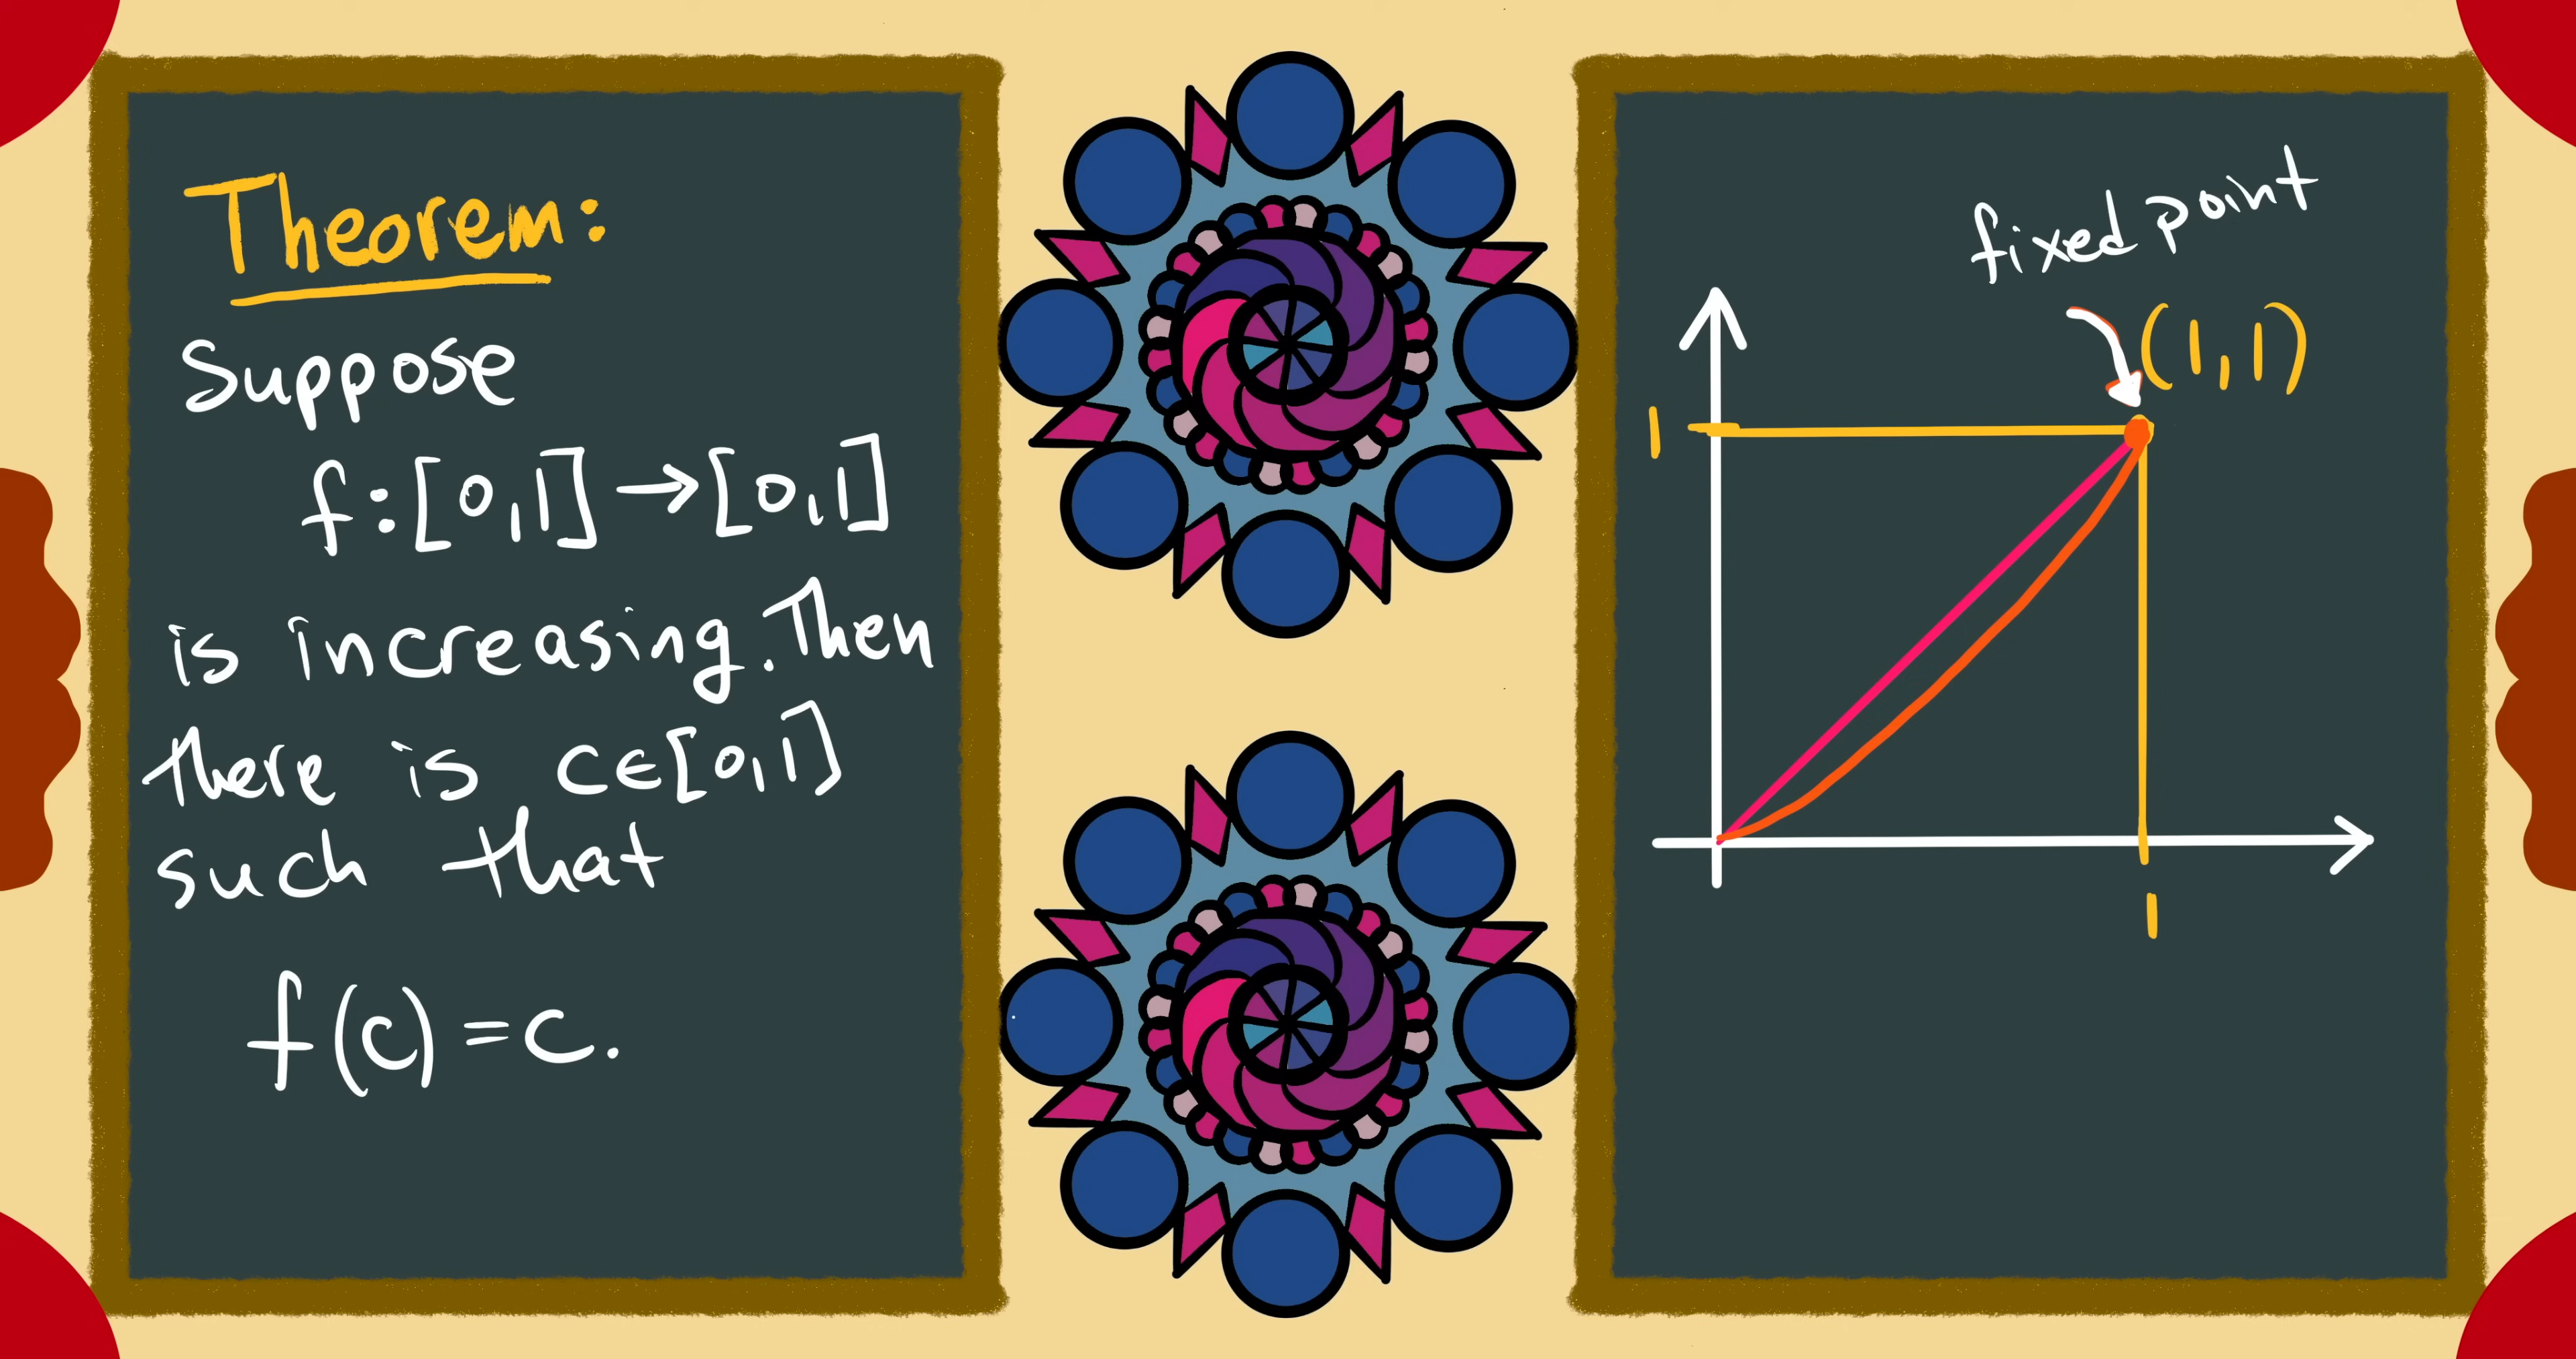 Theorem:
Suppose
f:[0,1]→[0,1]
is increasing. Then
there is c∈[0,1]
such that
f(c)=c.
fixed point
(1,1)
1
1